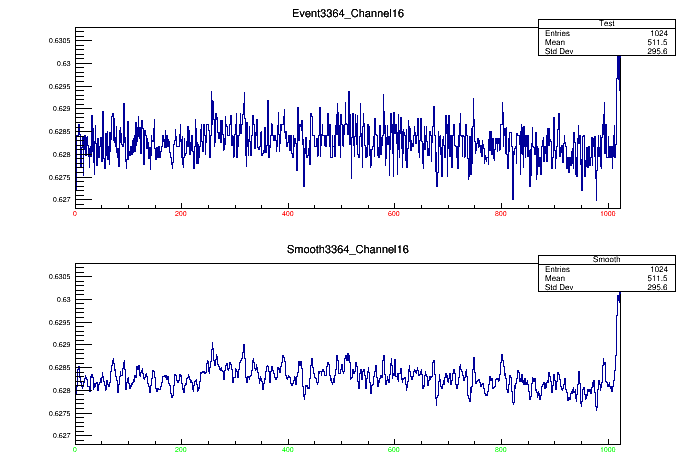 Event3364_Channel16
Test
Entries 1024
Mean 511.5
Std Dev 295.6
0.6305
0.63
0.6295
0.629
0.6285
0.628
0.6275
0.627
0 200 400 600 800 1000
Smooth3364_Channel16
Smooth
Entries 1024
Mean 511.5
Std Dev 295.6
0.6305
0.63
0.6295
0.629
0.6285
0.628
0.6275
0.627
0 200 400 600 800 1000